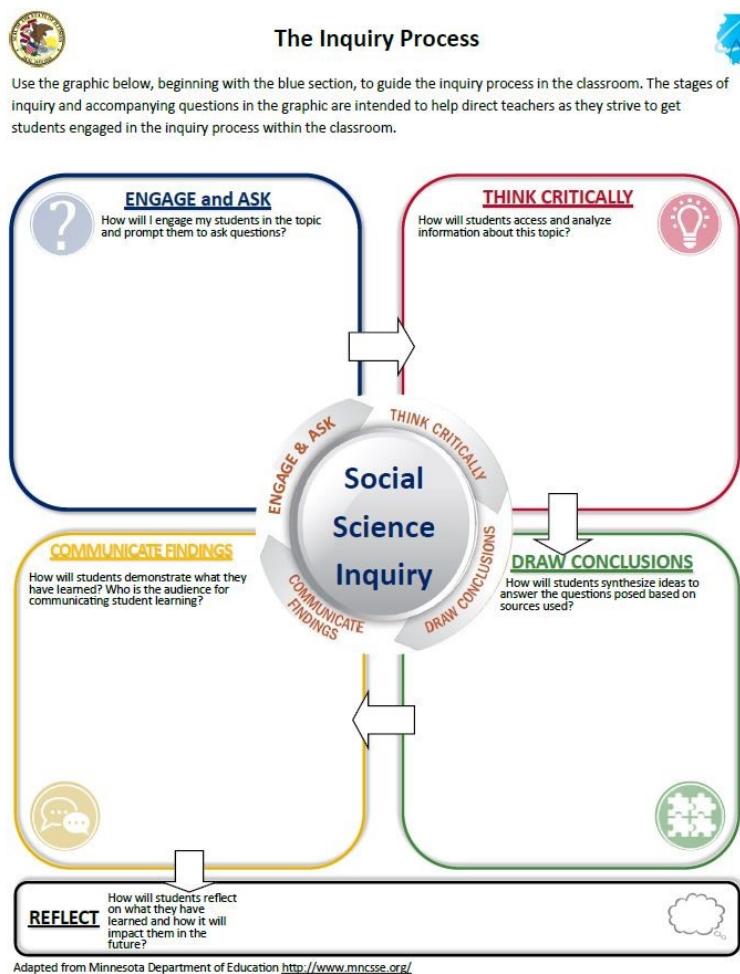 The Inquiry Process
Use the graphic below, beginning with the blue section, to guide the inquiry process in the classroom. The stages of
inquiry and accompanying questions in the graphic are intended to help direct teachers as they strive to get
students engaged in the inquiry process within the classroom.
ENGAGE and ASK
How will I engage my students in the topic
and prompt them to ask questions?
THINK CRITICALLY
How will students access and analyze
information about this topic?
ENGAGE & ASK
THINK CRITICALLY
DRAW CONCLUSIONS
COMMUNICATE
FINDINGS
Social
Science
Inquiry
COMMUNICATE FINDINGS
How will students demonstrate what they
have learned? Who is the audience for
communicating student learning?
DRAW CONCLUSIONS
How will students synthesize ideas to
answer the questions posed based on
sources used?
REFLECT
How will students reflect
on what they have
learned and how it will
impact them in the
future?
Adapted from Minnesota Department of Education http://www.mncsse.org/